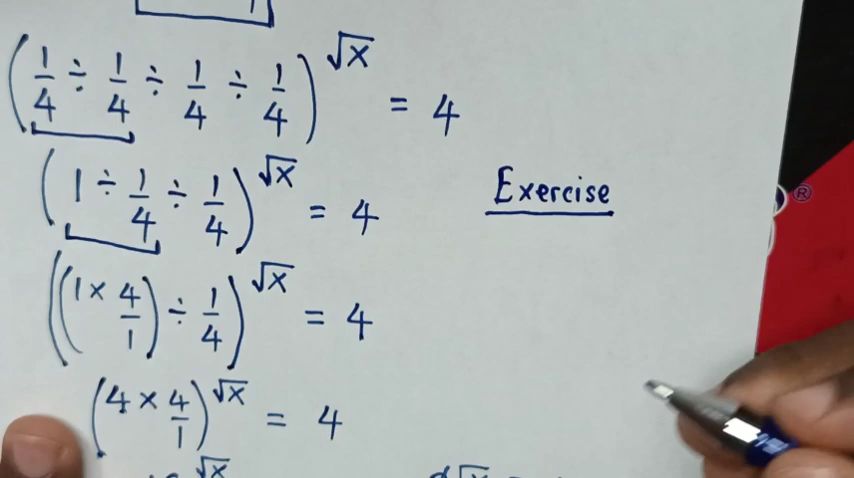 (1/4 ÷ 1/4 ÷ 1/4 ÷ 1/4)^√x = 4
(1 ÷ 1/4 ÷ 1/4)^√x = 4
Exercise
((1 × 4/1) ÷ 1/4)^√x = 4
(4 × 4/1)^√x = 4
®